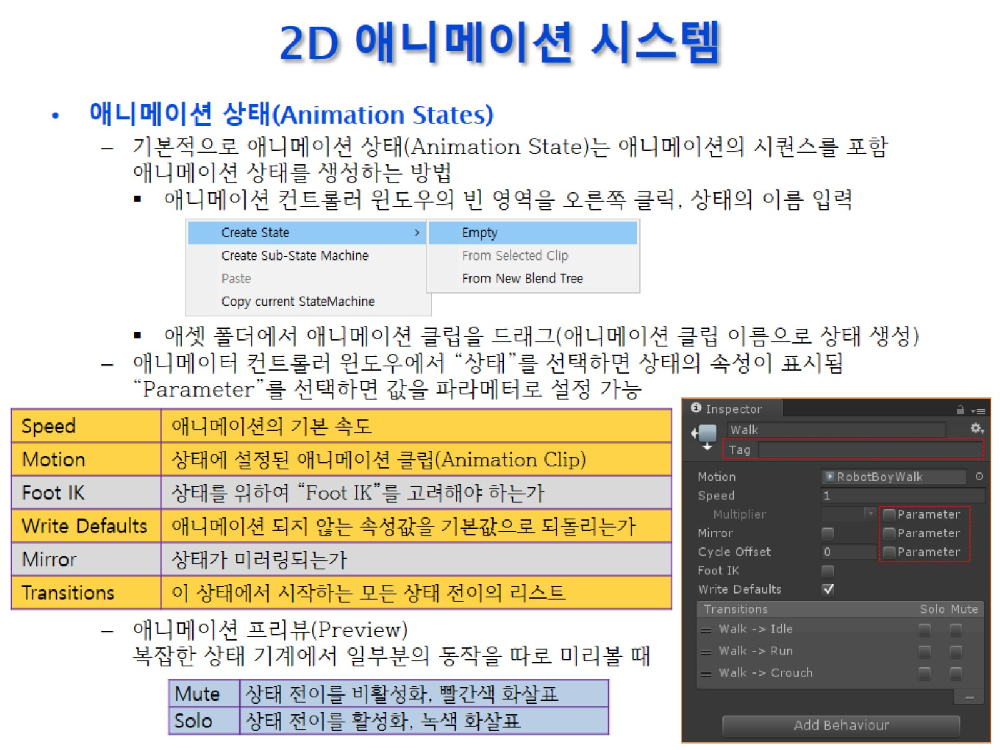 2D 애니메이션 시스템
• 애니메이션 상태(Animation States)
– 기본적으로 애니메이션 상태(Animation State)는 애니메이션의 시퀀스를 포함
애니메이션 상태를 생성하는 방법
▪ 애니메이션 컨트롤러 윈도우의 빈 영역을 오른쪽 클릭, 상태의 이름 입력
Create State > Empty
Create Sub-State Machine From Selected Clip
Paste From New Blend Tree
Copy current StateMachine
▪ 애셋 폴더에서 애니메이션 클립을 드래그(애니메이션 클립 이름으로 상태 생성)
– 애니메이터 컨트롤러 윈도우에서 “상태”를 선택하면 상태의 속성이 표시됨
“Parameter”를 선택하면 값을 파라메터로 설정 가능
Speed 애니메이션의 기본 속도
Motion 상태에 설정된 애니메이션 클립(Animation Clip)
Foot IK 상태를 위하여 “Foot IK”를 고려해야 하는가
Write Defaults 애니메이션 되지 않는 속성값을 기본값으로 되돌리는가
Mirror 상태가 미러링되는가
Transitions 이 상태에서 시작하는 모든 상태 전이의 리스트
– 애니메이션 프리뷰(Preview)
복잡한 상태 기계에서 일부분의 동작을 따로 미리볼 때
Mute 상태 전이를 비활성화, 빨간색 화살표
Solo 상태 전이를 활성화, 녹색 화살표
Inspector
Walk
Tag
Motion RobotBoyWalk
Speed 1
Multiplier Parameter
Mirror Parameter
Cycle Offset 0 Parameter
Foot IK
Write Defaults
Transitions Solo Mute
Walk -> Idle
Walk -> Run
Walk -> Crouch
Add Behaviour